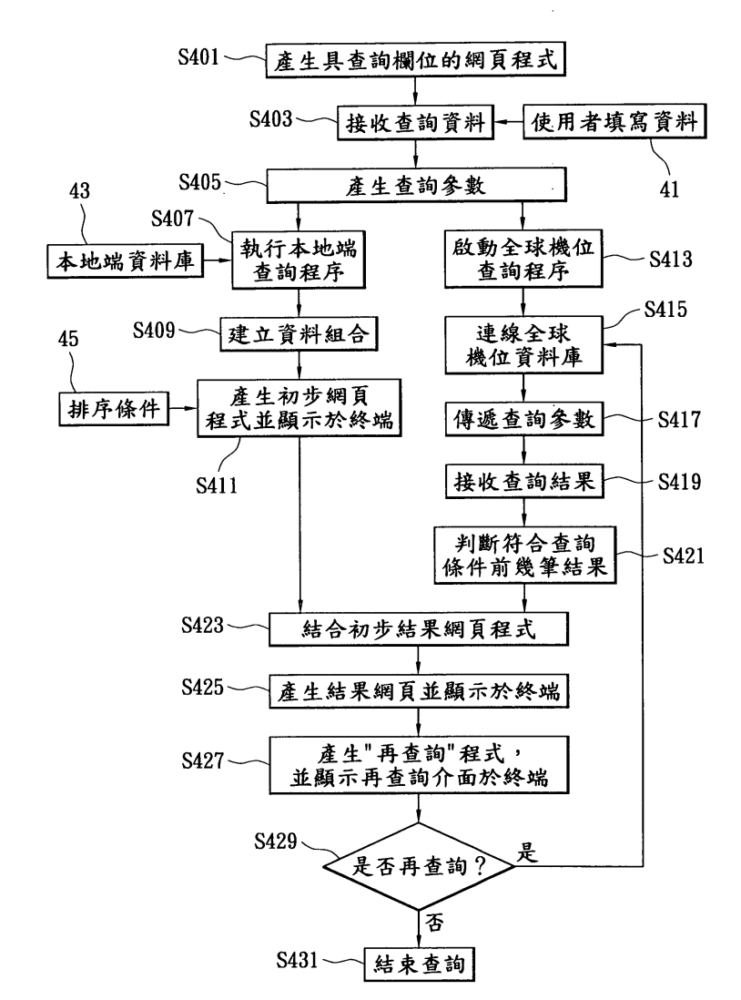 S401
產生具查詢欄位的網頁程式
S403
接收查詢資料
使用者填寫資料
41
S405
產生查詢參數
43
本地端資料庫
S407
執行本地端
查詢程序
啟動全球機位
查詢程序
S413
S409
建立資料組合
連線全球
機位資料庫
S415
45
排序條件
產生初步網頁
程式並顯示於終端
S411
傳遞查詢參數
S417
接收查詢結果
S419
判斷符合查詢
條件前幾筆結果
S421
S423
結合初步結果網頁程式
S425
產生結果網頁並顯示於終端
S427
產生"再查詢"程式，
並顯示再查詢介面於終端
S429
是否再查詢？
是
否
S431
結束查詢